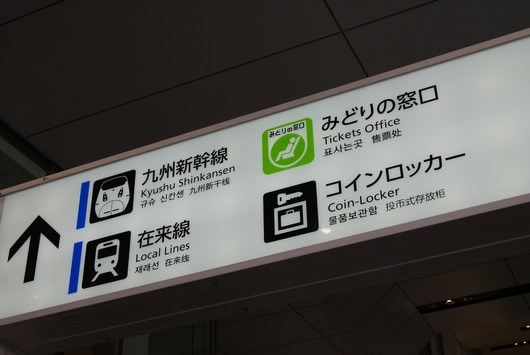 九州新幹線
Kyushu Shinkansen
규슈 신칸센 九州新干线
在来線
Local Lines
재래선 在来线
みどりの窓口
みどりの窓口
Tickets Office
표사는곳 售票处
コインロッカー
Coin-Locker
물품보관함 投币式存放柜